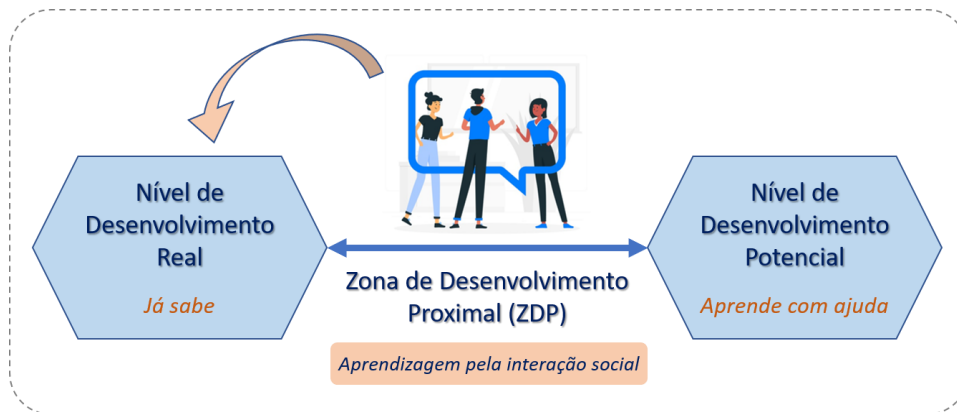 Nível de
Desenvolvimento
Real
Já sabe
Zona de Desenvolvimento
Proximal (ZDP)
Aprendizagem pela interação social
Nível de
Desenvolvimento
Potencial
Aprende com ajuda